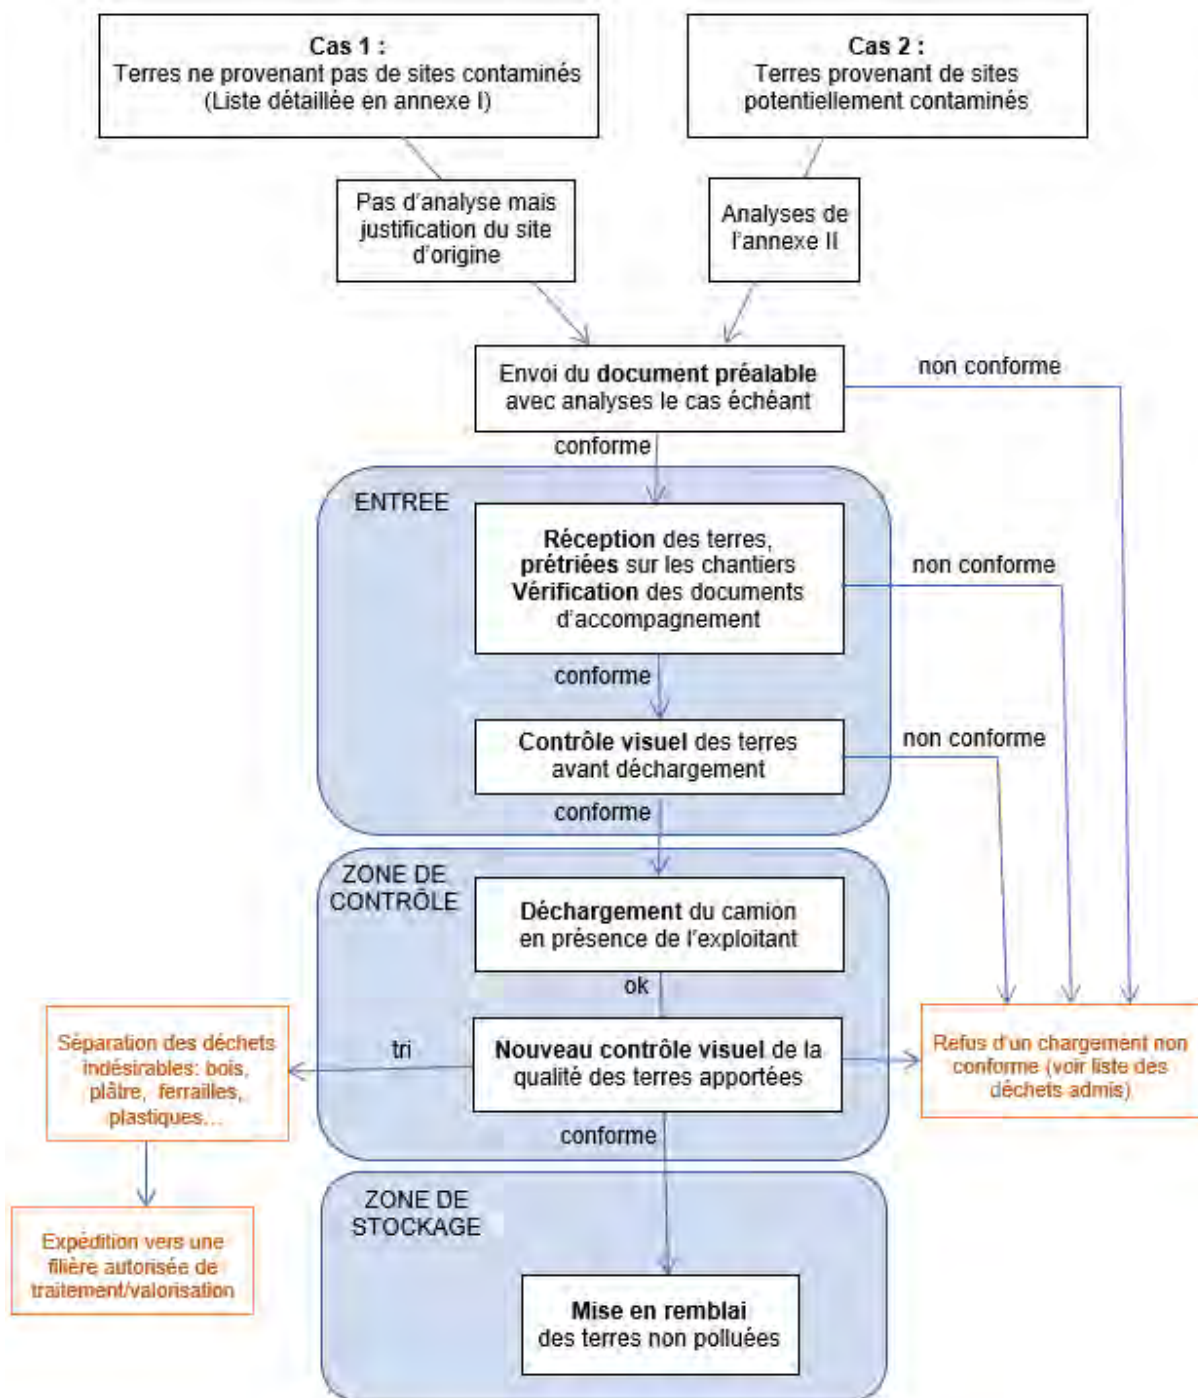 Cas 1 :
Terres ne provenant pas de sites contaminés
(Liste détaillée en annexe I)
Cas 2 :
Terres provenant de sites
potentiellement contaminés
Pas d'analyse mais
justification du site
d'origine
Analyses de
l'annexe II
Envoi du document préalable
avec analyses le cas échéant
non conforme
conforme
ENTREE
Réception des terres,
prétriées sur les chantiers
Vérification des documents
d'accompagnement
non conforme
conforme
Contrôle visuel des terres
avant déchargement
non conforme
conforme
ZONE DE
CONTRÔLE
Déchargement du camion
en présence de l'exploitant
ok
Séparation des déchets
indésirables: bois,
plâtre, ferrailles,
plastiques...
tri
Nouveau contrôle visuel de la
qualité des terres apportées
Refus d'un chargement non
conforme (voir liste des
déchets admis)
conforme
ZONE DE
STOCKAGE
Expédition vers une
filière autorisée de
traitement/valorisation
Mise en remblai
des terres non polluées